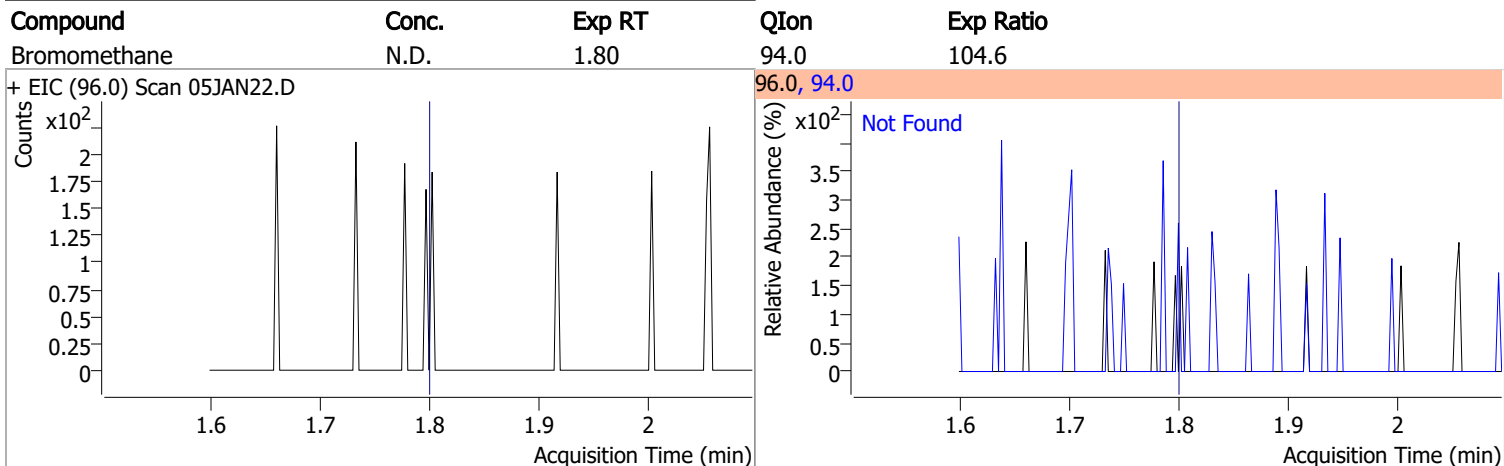 Compound Conc. Exp RT QIon Exp Ratio
Bromomethane N.D. 1.80 94.0 104.6
+ EIC (96.0) Scan 05JAN22.D
Counts
x10²
2
1.75
1.5
1.25
1
0.75
0.5
0.25
0
1.6 1.7 1.8 1.9 2
Acquisition Time (min)
96.0, 94.0
Relative Abundance (%)
x10²
Not Found
3.5
3
2.5
2
1.5
1
0.5
0
1.6 1.7 1.8 1.9 2
Acquisition Time (min)